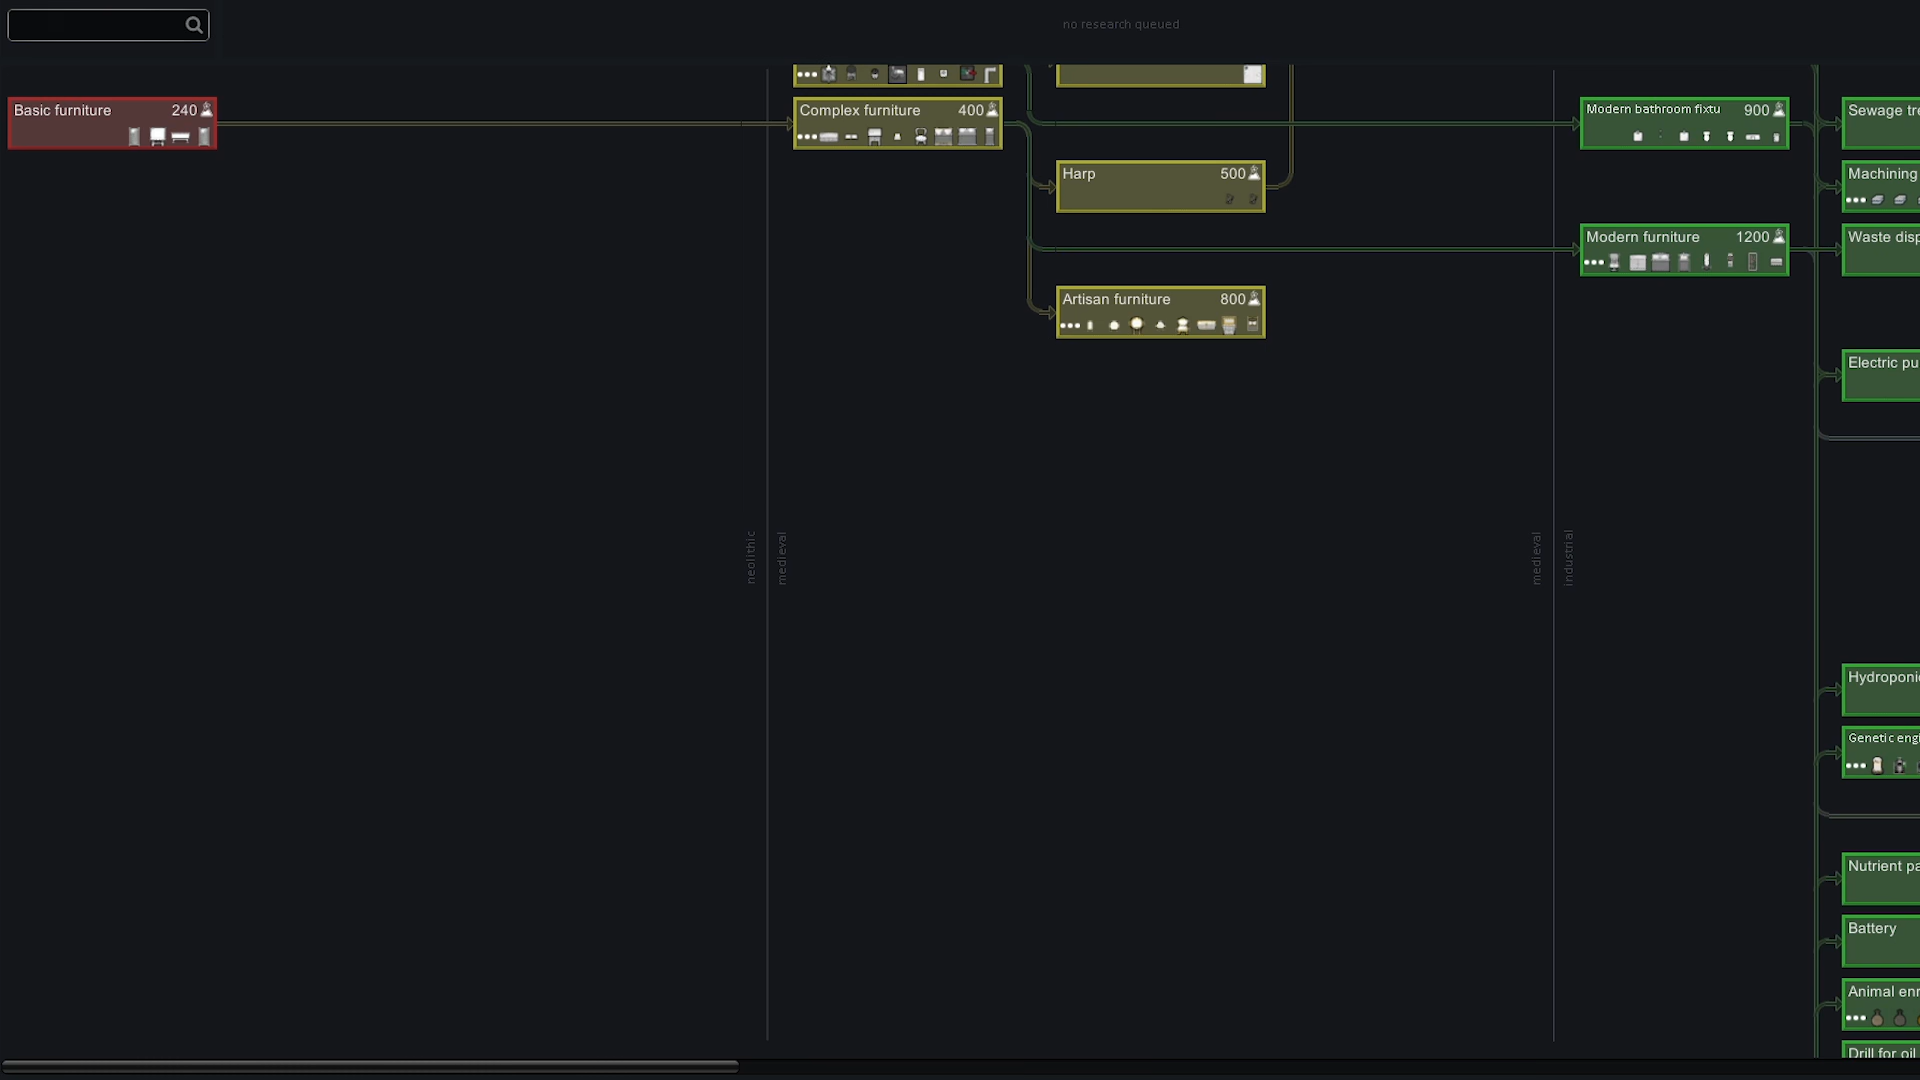 no research queued
Basic furniture 240
Complex furniture 400
Modern bathroom fixtu 900
Sewage tre
Harp 500
Machining
Modern furniture 1200
Waste disp
Artisan furniture 800
Electric pu
neolithic
medieval
medieval
industrial
Hydroponic
Genetic engi
Nutrient pa
Battery
Animal enr
Drill for oil